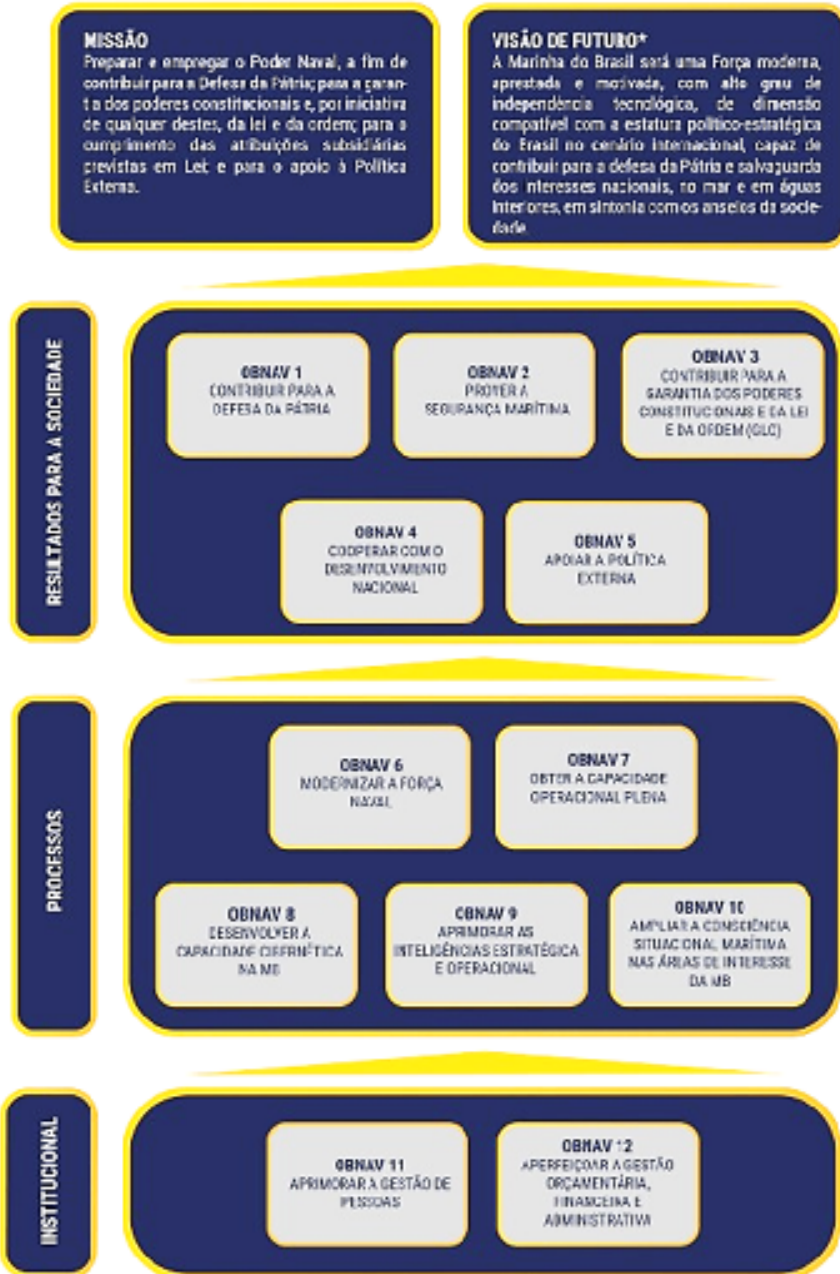 MISSÃO
Preparar e empregar o Poder Naval, a fim de
contribuir para a Defesa da Pátria; para a garan-
tia dos poderes constitucionais e, por iniciativa
de qualquer destes, da lei e da ordem; para o
cumprimento das atribuições subsidiárias
previstas em Lei; e para o apoio à Política
Externa.
VISÃO DE FUTURO*
A Marinha do Brasil será uma Força moderna,
aprestada e motivada, com alto grau de
independência tecnológica, de dimensão
compatível com a estatura político-estratégica
do Brasil no cenário internacional, capaz de
contribuir para a defesa da Pátria e salvaguarda
dos interesses nacionais, no mar e em águas
interiores, em sintonia com os anseios da socie-
dade.
RESULTADOS PARA A SOCIEDADE
OBNAV 1
CONTRIBUIR PARA A
DEFESA DA PÁTRIA
OBNAV 2
PROVER A
SEGURANÇA MARÍTIMA
OBNAV 3
CONTRIBUIR PARA A
GARANTIA DOS PODERES
CONSTITUCIONAIS E DA LEI
E DA ORDEM (GLO)
OBNAV 4
COOPERAR COM O
DESENVOLVIMENTO
NACIONAL
OBNAV 5
APOIAR A POLÍTICA
EXTERNA
PROCESSOS
OBNAV 6
MODERNIZAR A FORÇA
NAVAL
OBNAV 7
OBTER A CAPACIDADE
OPERACIONAL PLENA
OBNAV 8
DESENVOLVER A
CAPACIDADE CIBERNÉTICA
NA MB
OBNAV 9
APRIMORAR AS
INTELIGÊNCIAS ESTRATÉGICA
E OPERACIONAL
OBNAV 10
AMPLIAR A CONSCIÊNCIA
SITUACIONAL MARÍTIMA
NAS ÁREAS DE INTERESSE
DA MB
INSTITUCIONAL
OBNAV 11
APRIMORAR A GESTÃO DE
PESSOAS
OBNAV 12
APERFEIÇOAR A GESTÃO
ORÇAMENTÁRIA,
FINANCEIRA E
ADMINISTRATIVA